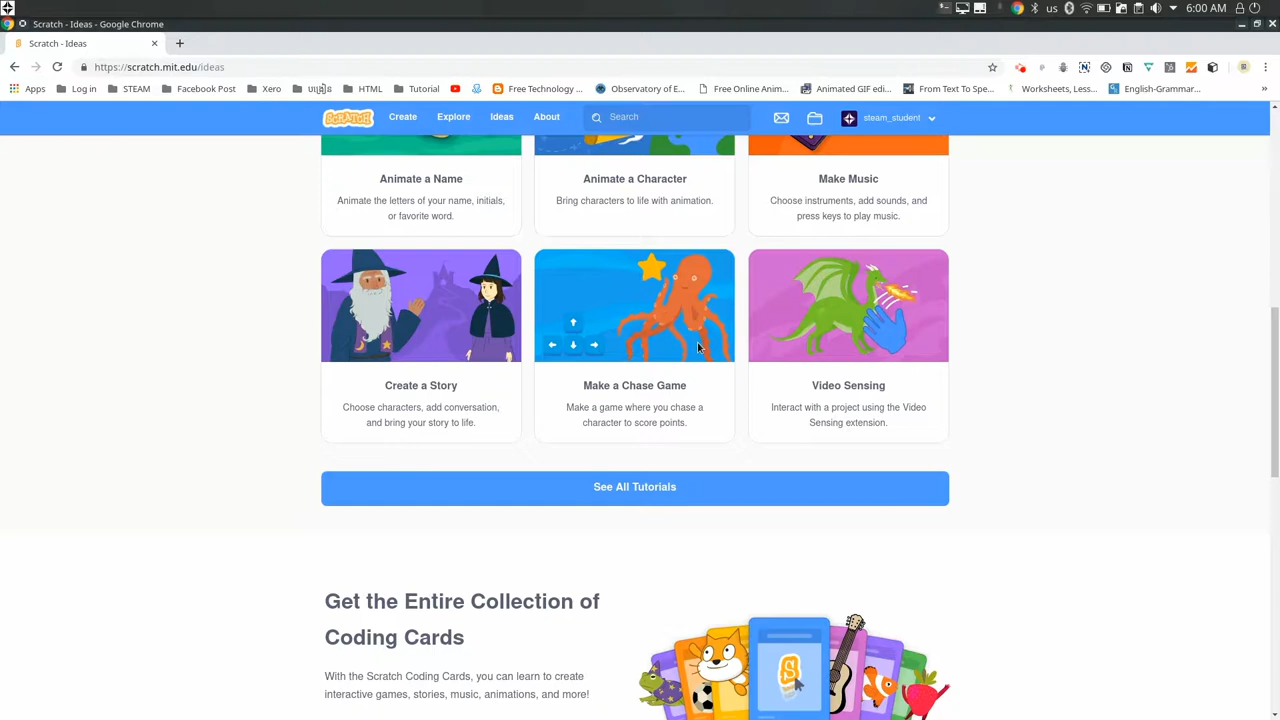 6:00 AM
us
Scratch - Ideas - Google Chrome
Scratch - Ideas
https://scratch.mit.edu/ideas
Apps Log in STEAM Facebook Post Xero HTML Tutorial Free Technology ... Observatory of E... Free Online Anim... Animated GIF edi... From Text To Spe... Worksheets, Less... English-Grammar...
SCRATCH Create Explore Ideas About Search steam_student
Animate a Name
Animate the letters of your name, initials,
or favorite word.
Animate a Character
Bring characters to life with animation.
Make Music
Choose instruments, add sounds, and
press keys to play music.
Create a Story
Choose characters, add conversation,
and bring your story to life.
Make a Chase Game
Make a game where you chase a
character to score points.
Video Sensing
Interact with a project using the Video
Sensing extension.
See All Tutorials
Get the Entire Collection of
Coding Cards
With the Scratch Coding Cards, you can learn to create
interactive games, stories, music, animations, and more!
S